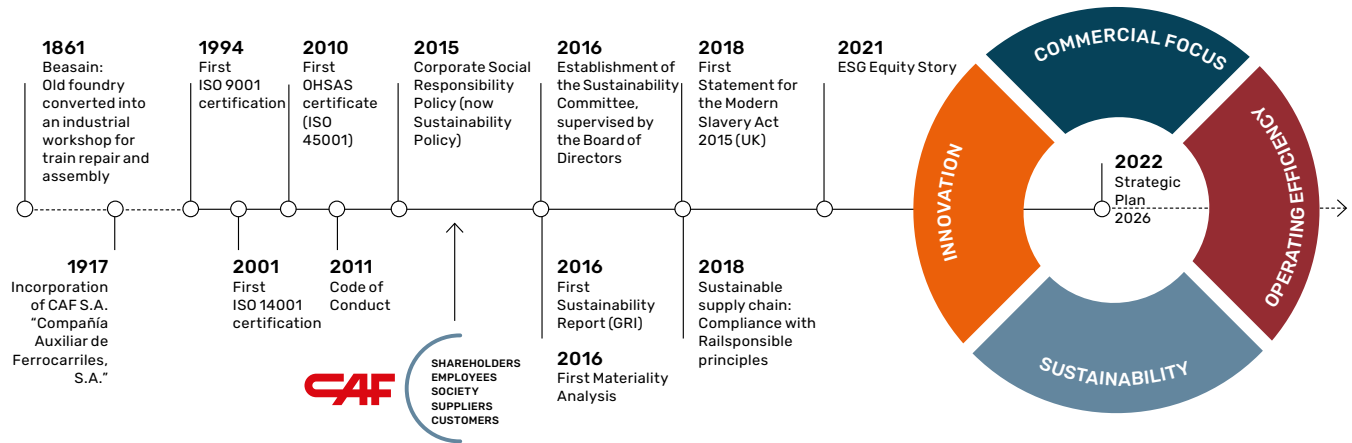 1861
Beasain:
Old foundry
converted into
an industrial
workshop for
train repair and
assembly
1994
First
ISO 9001
certification
2010
First
OHSAS
certificate
(ISO
45001)
2015
Corporate Social
Responsibility
Policy (now
Sustainability
Policy)
2016
Establishment of
the Sustainability
Committee,
supervised by
the Board of
Directors
2018
First
Statement for
the Modern
Slavery Act
2015 (UK)
2021
ESG Equity Story
2022
Strategic
Plan
2026
COMMERCIAL FOCUS
OPERATING EFFICIENCY
SUSTAINABILITY
INNOVATION
1917
Incorporation
of CAF S.A.
“Compañía
Auxiliar de
Ferrocarriles,
S.A.”
2001
First
ISO 14001
certification
2011
Code of
Conduct
CAF
SHAREHOLDERS
EMPLOYEES
SOCIETY
SUPPLIERS
CUSTOMERS
2016
First
Sustainability
Report (GRI)
2016
First Materiality
Analysis
2018
Sustainable
supply chain:
Compliance with
Railsponsible
principles